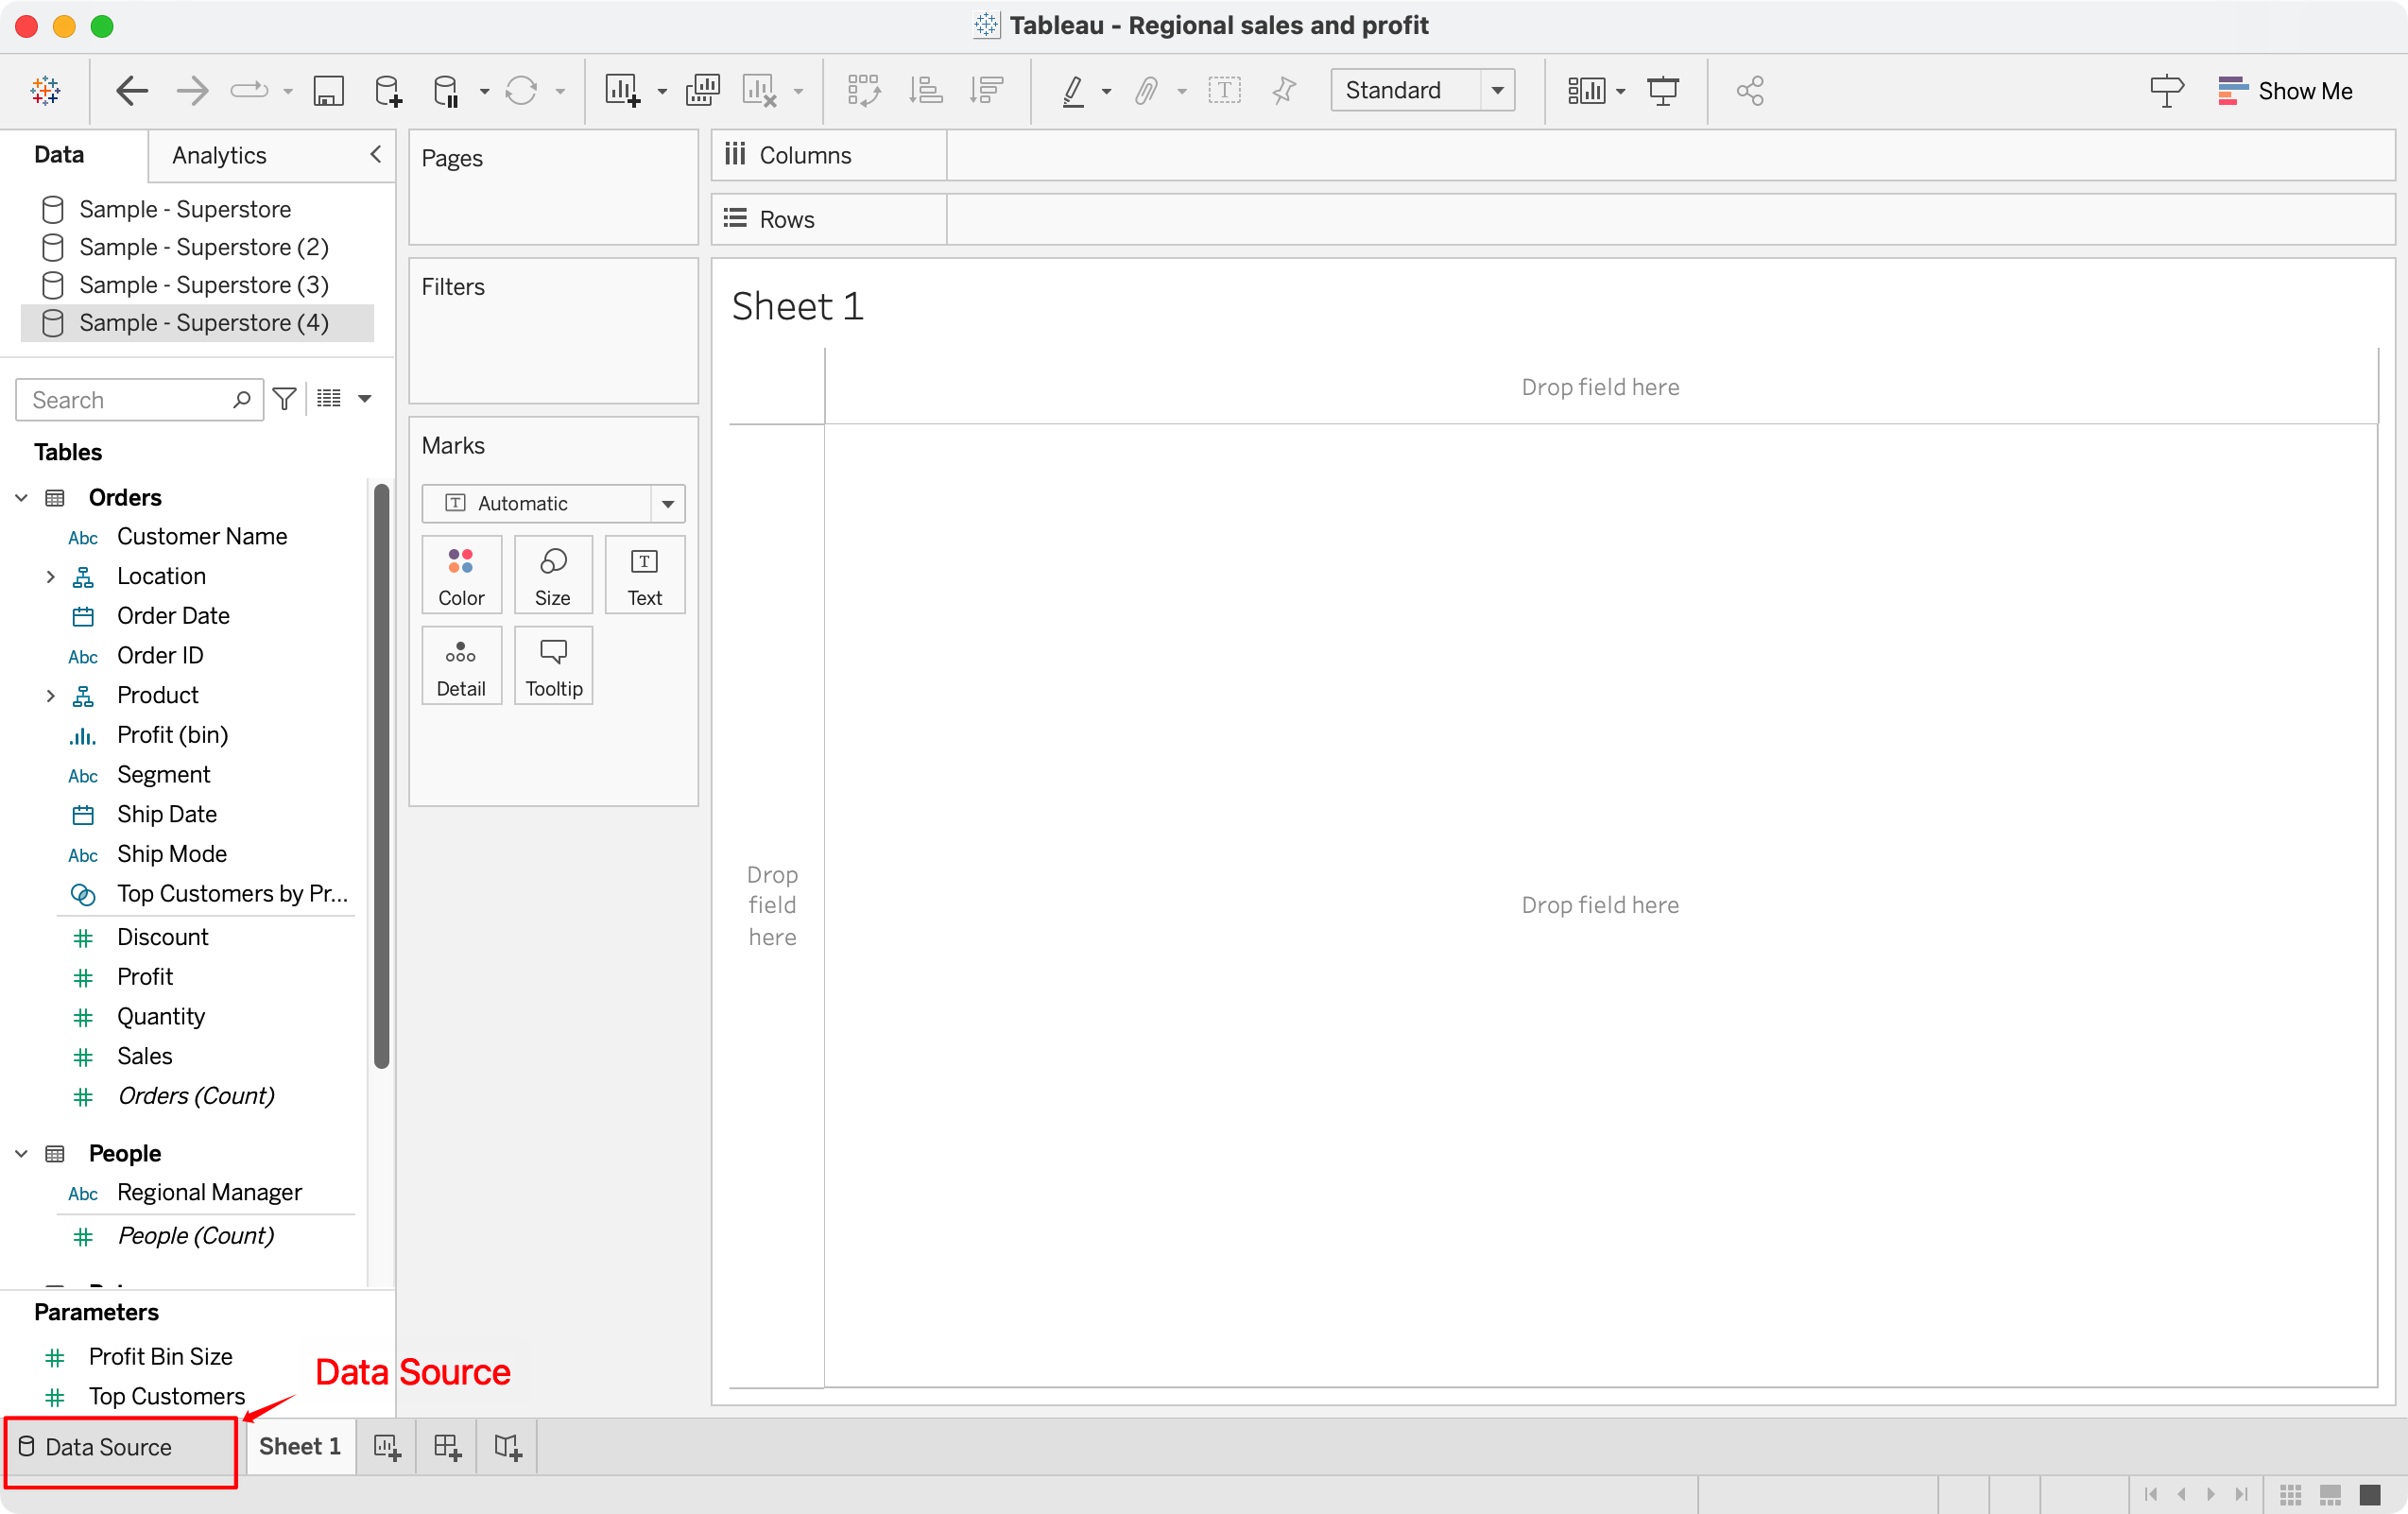 Tableau - Regional sales and profit
Standard
Show Me
Data
Analytics
Sample - Superstore
Sample - Superstore (2)
Sample - Superstore (3)
Sample - Superstore (4)
Search
Tables
Orders
Abc Customer Name
Location
Order Date
Abc Order ID
Product
Profit (bin)
Abc Segment
Ship Date
Abc Ship Mode
Top Customers by Pr...
Discount
Profit
Quantity
Sales
Orders (Count)
People
Abc Regional Manager
People (Count)
Parameters
Profit Bin Size
Top Customers
Pages
Filters
Marks
T Automatic
Color
Size
T
Text
Detail
Tooltip
Columns
Rows
Sheet 1
Drop field here
Drop
field
here
Drop field here
Data Source
Data Source
Sheet 1